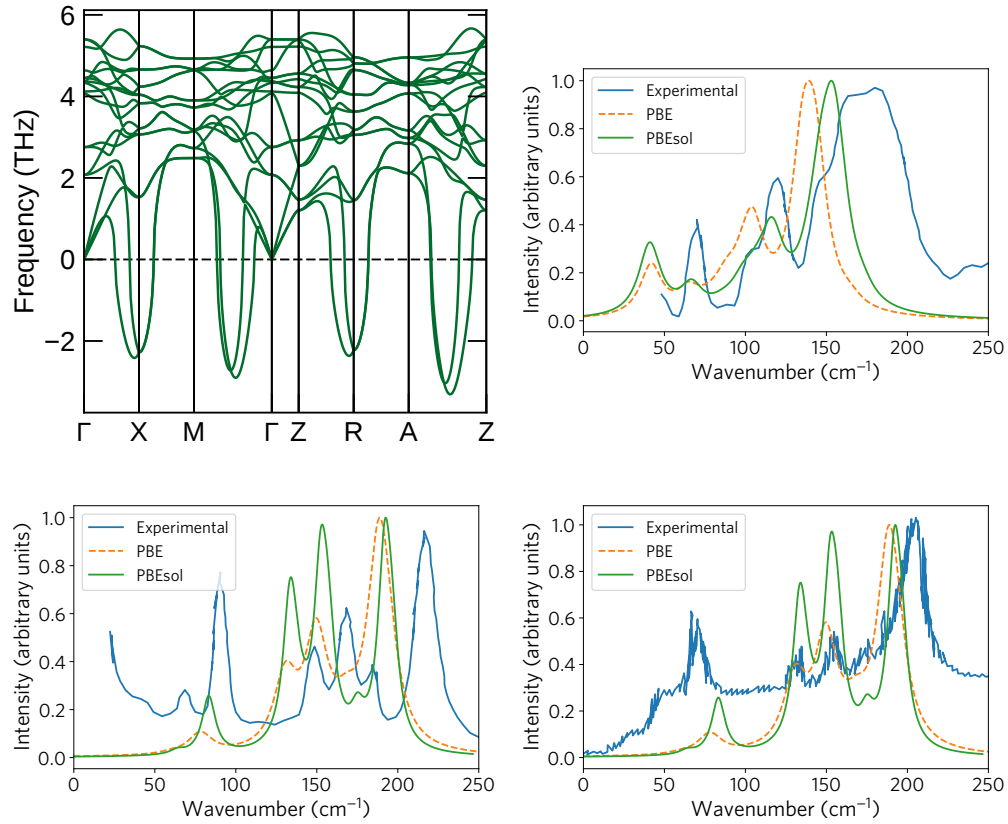 Frequency (THz)
6
4
2
0
−2
Γ X M Γ Z R A Z
Intensity (arbitrary units)
1.0
0.8
0.6
0.4
0.2
0.0
Experimental
PBE
PBEsol
0 50 100 150 200 250
Wavenumber (cm⁻¹)
Intensity (arbitrary units)
1.0
0.8
0.6
0.4
0.2
0.0
Experimental
PBE
PBEsol
0 50 100 150 200 250
Wavenumber (cm⁻¹)
Intensity (arbitrary units)
1.0
0.8
0.6
0.4
0.2
0.0
Experimental
PBE
PBEsol
0 50 100 150 200 250
Wavenumber (cm⁻¹)